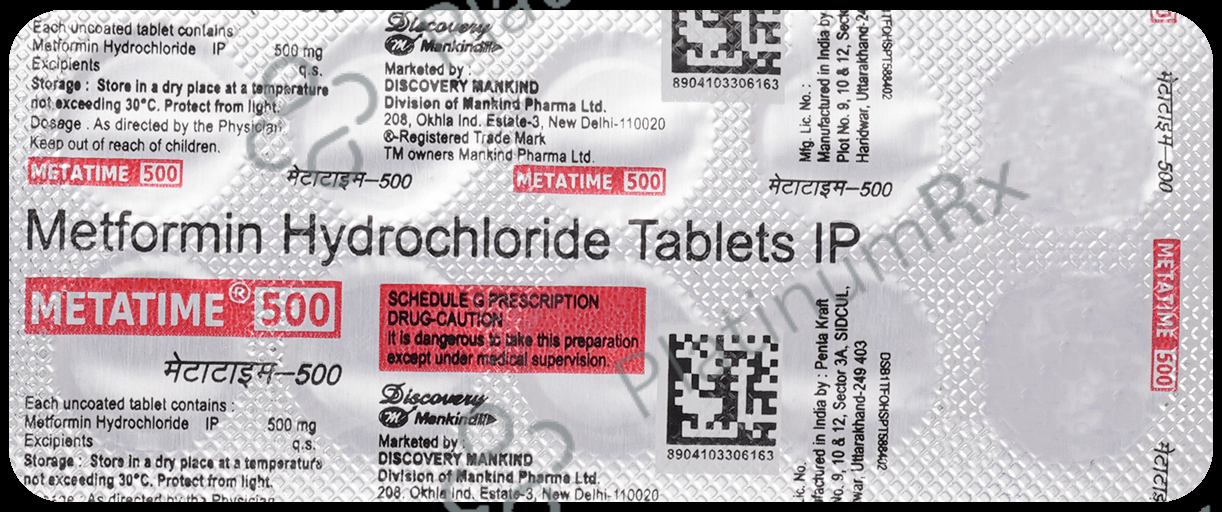 Each uncoated tablet contains
Metformin Hydrochloride IP 500 mg
Excipients q.s.
Storage : Store in a dry place at a temperature
not exceeding 30°C. Protect from light.
Dosage : As directed by the Physician
Keep out of reach of children.
METATIME 500
मेटाटाइम-500
Discovery
Mankind
Marketed by :
DISCOVERY MANKIND
Division of Mankind Pharma Ltd.
208, Okhla Ind. Estate-3, New Delhi-110020
®-Registered Trade Mark
TM owners Mankind Pharma Ltd.
METATIME 500
8904103306163
मेटाटाइम-500
Mfg. Lic. No. :
Manufactured in India by
Plot No. 9, 10 & 12,
Haridwar, Uttarakhand-24
मेटाटाइम-500
Metformin Hydrochloride Tablets IP
METATIME® 500
मेटाटाइम-500
SCHEDULE G PRESCRIPTION
DRUG-CAUTION
It is dangerous to take this preparation
except under medical supervision.
METATIME 500
Each uncoated tablet contains :
Metformin Hydrochloride IP 500 mg
Excipients q.s.
Storage : Store in a dry place at a temperature
not exceeding 30°C. Protect from light.
As directed by the Physician
Discovery
Mankind
Marketed by :
DISCOVERY MANKIND
Division of Mankind Pharma Ltd.
208, Okhla Ind. Estate-3, New Delhi-110020
8904103306163
Lic. No.
ufactured in India by : Penta Kraft
No. 9, 10 & 12, Sector 3A, SIDCUL,
war, Uttarakhand-249 403
मेटाटाइ
PlatinumRx